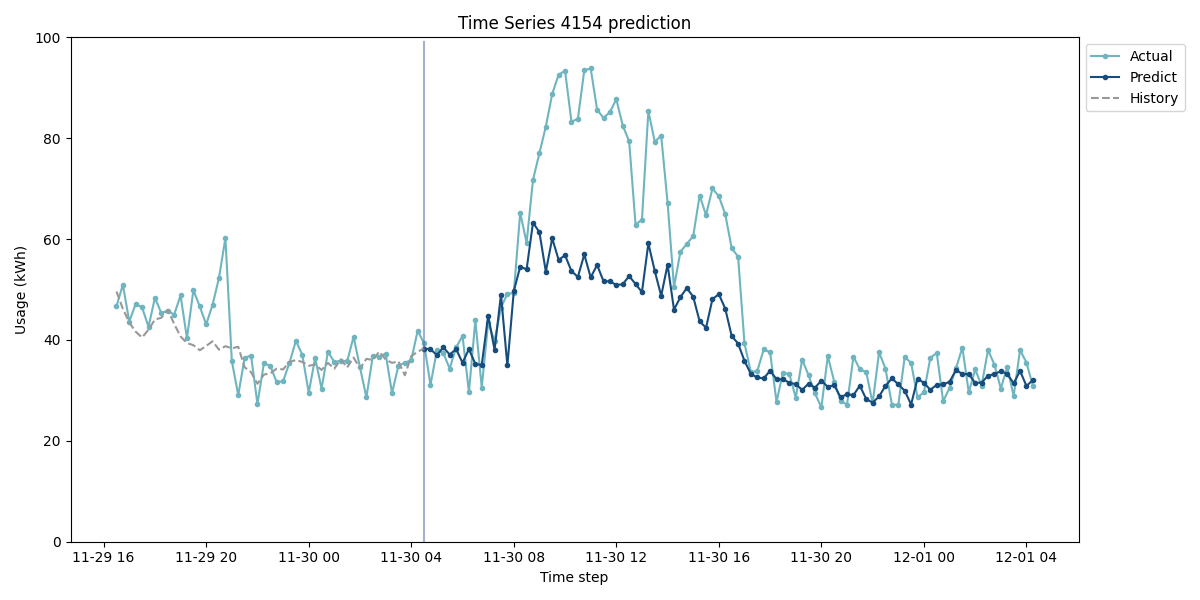 Time Series 4154 prediction
100
80
60
40
20
0
Usage (kWh)
11-29 16
11-29 20
11-30 00
11-30 04
11-30 08
11-30 12
11-30 16
11-30 20
12-01 00
12-01 04
Time step
Actual
Predict
History